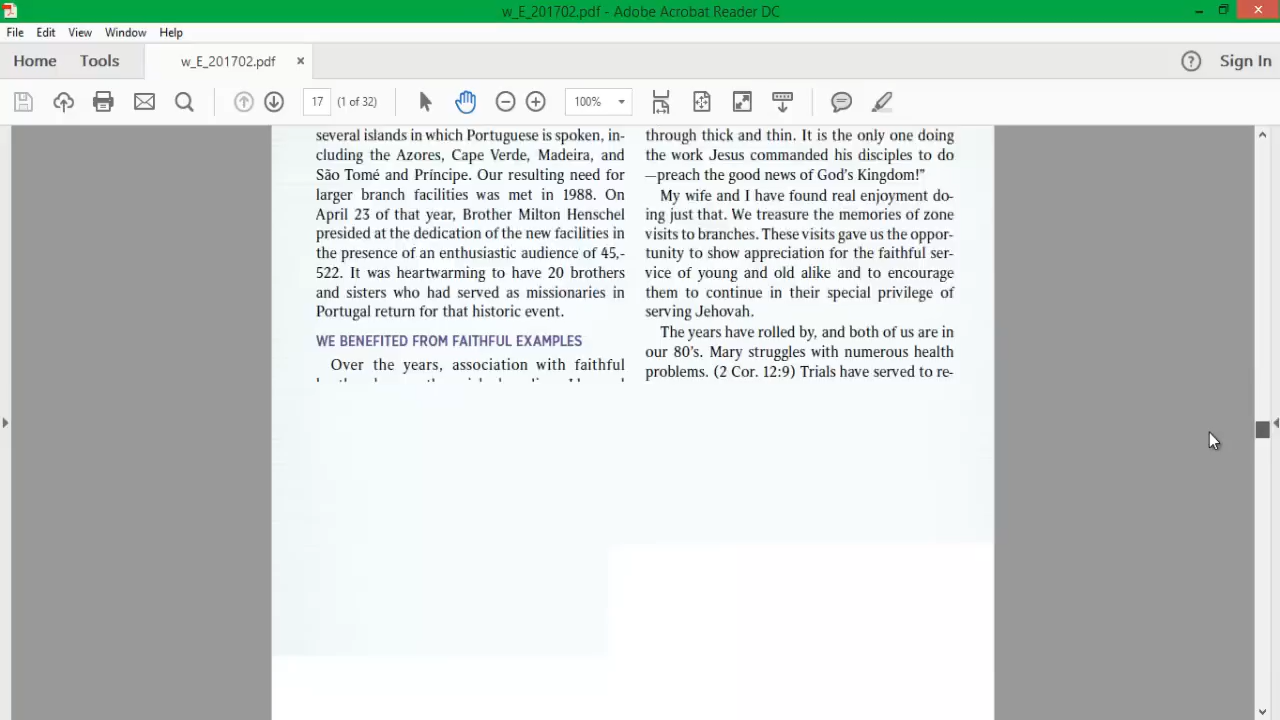 w_E_201702.pdf - Adobe Acrobat Reader DC
File Edit View Window Help
Home Tools w_E_201702.pdf × Sign In
17 (1 of 32) 100%
several islands in which Portuguese is spoken, in-
cluding the Azores, Cape Verde, Madeira, and
São Tomé and Príncipe. Our resulting need for
larger branch facilities was met in 1988. On
April 23 of that year, Brother Milton Henschel
presided at the dedication of the new facilities in
the presence of an enthusiastic audience of 45,-
522. It was heartwarming to have 20 brothers
and sisters who had served as missionaries in
Portugal return for that historic event.
WE BENEFITED FROM FAITHFUL EXAMPLES
Over the years, association with faithful
through thick and thin. It is the only one doing
the work Jesus commanded his disciples to do
—preach the good news of God's Kingdom!”
My wife and I have found real enjoyment do-
ing just that. We treasure the memories of zone
visits to branches. These visits gave us the oppor-
tunity to show appreciation for the faithful ser-
vice of young and old alike and to encourage
them to continue in their special privilege of
serving Jehovah.
The years have rolled by, and both of us are in
our 80's. Mary struggles with numerous health
problems. (2 Cor. 12:9) Trials have served to re-